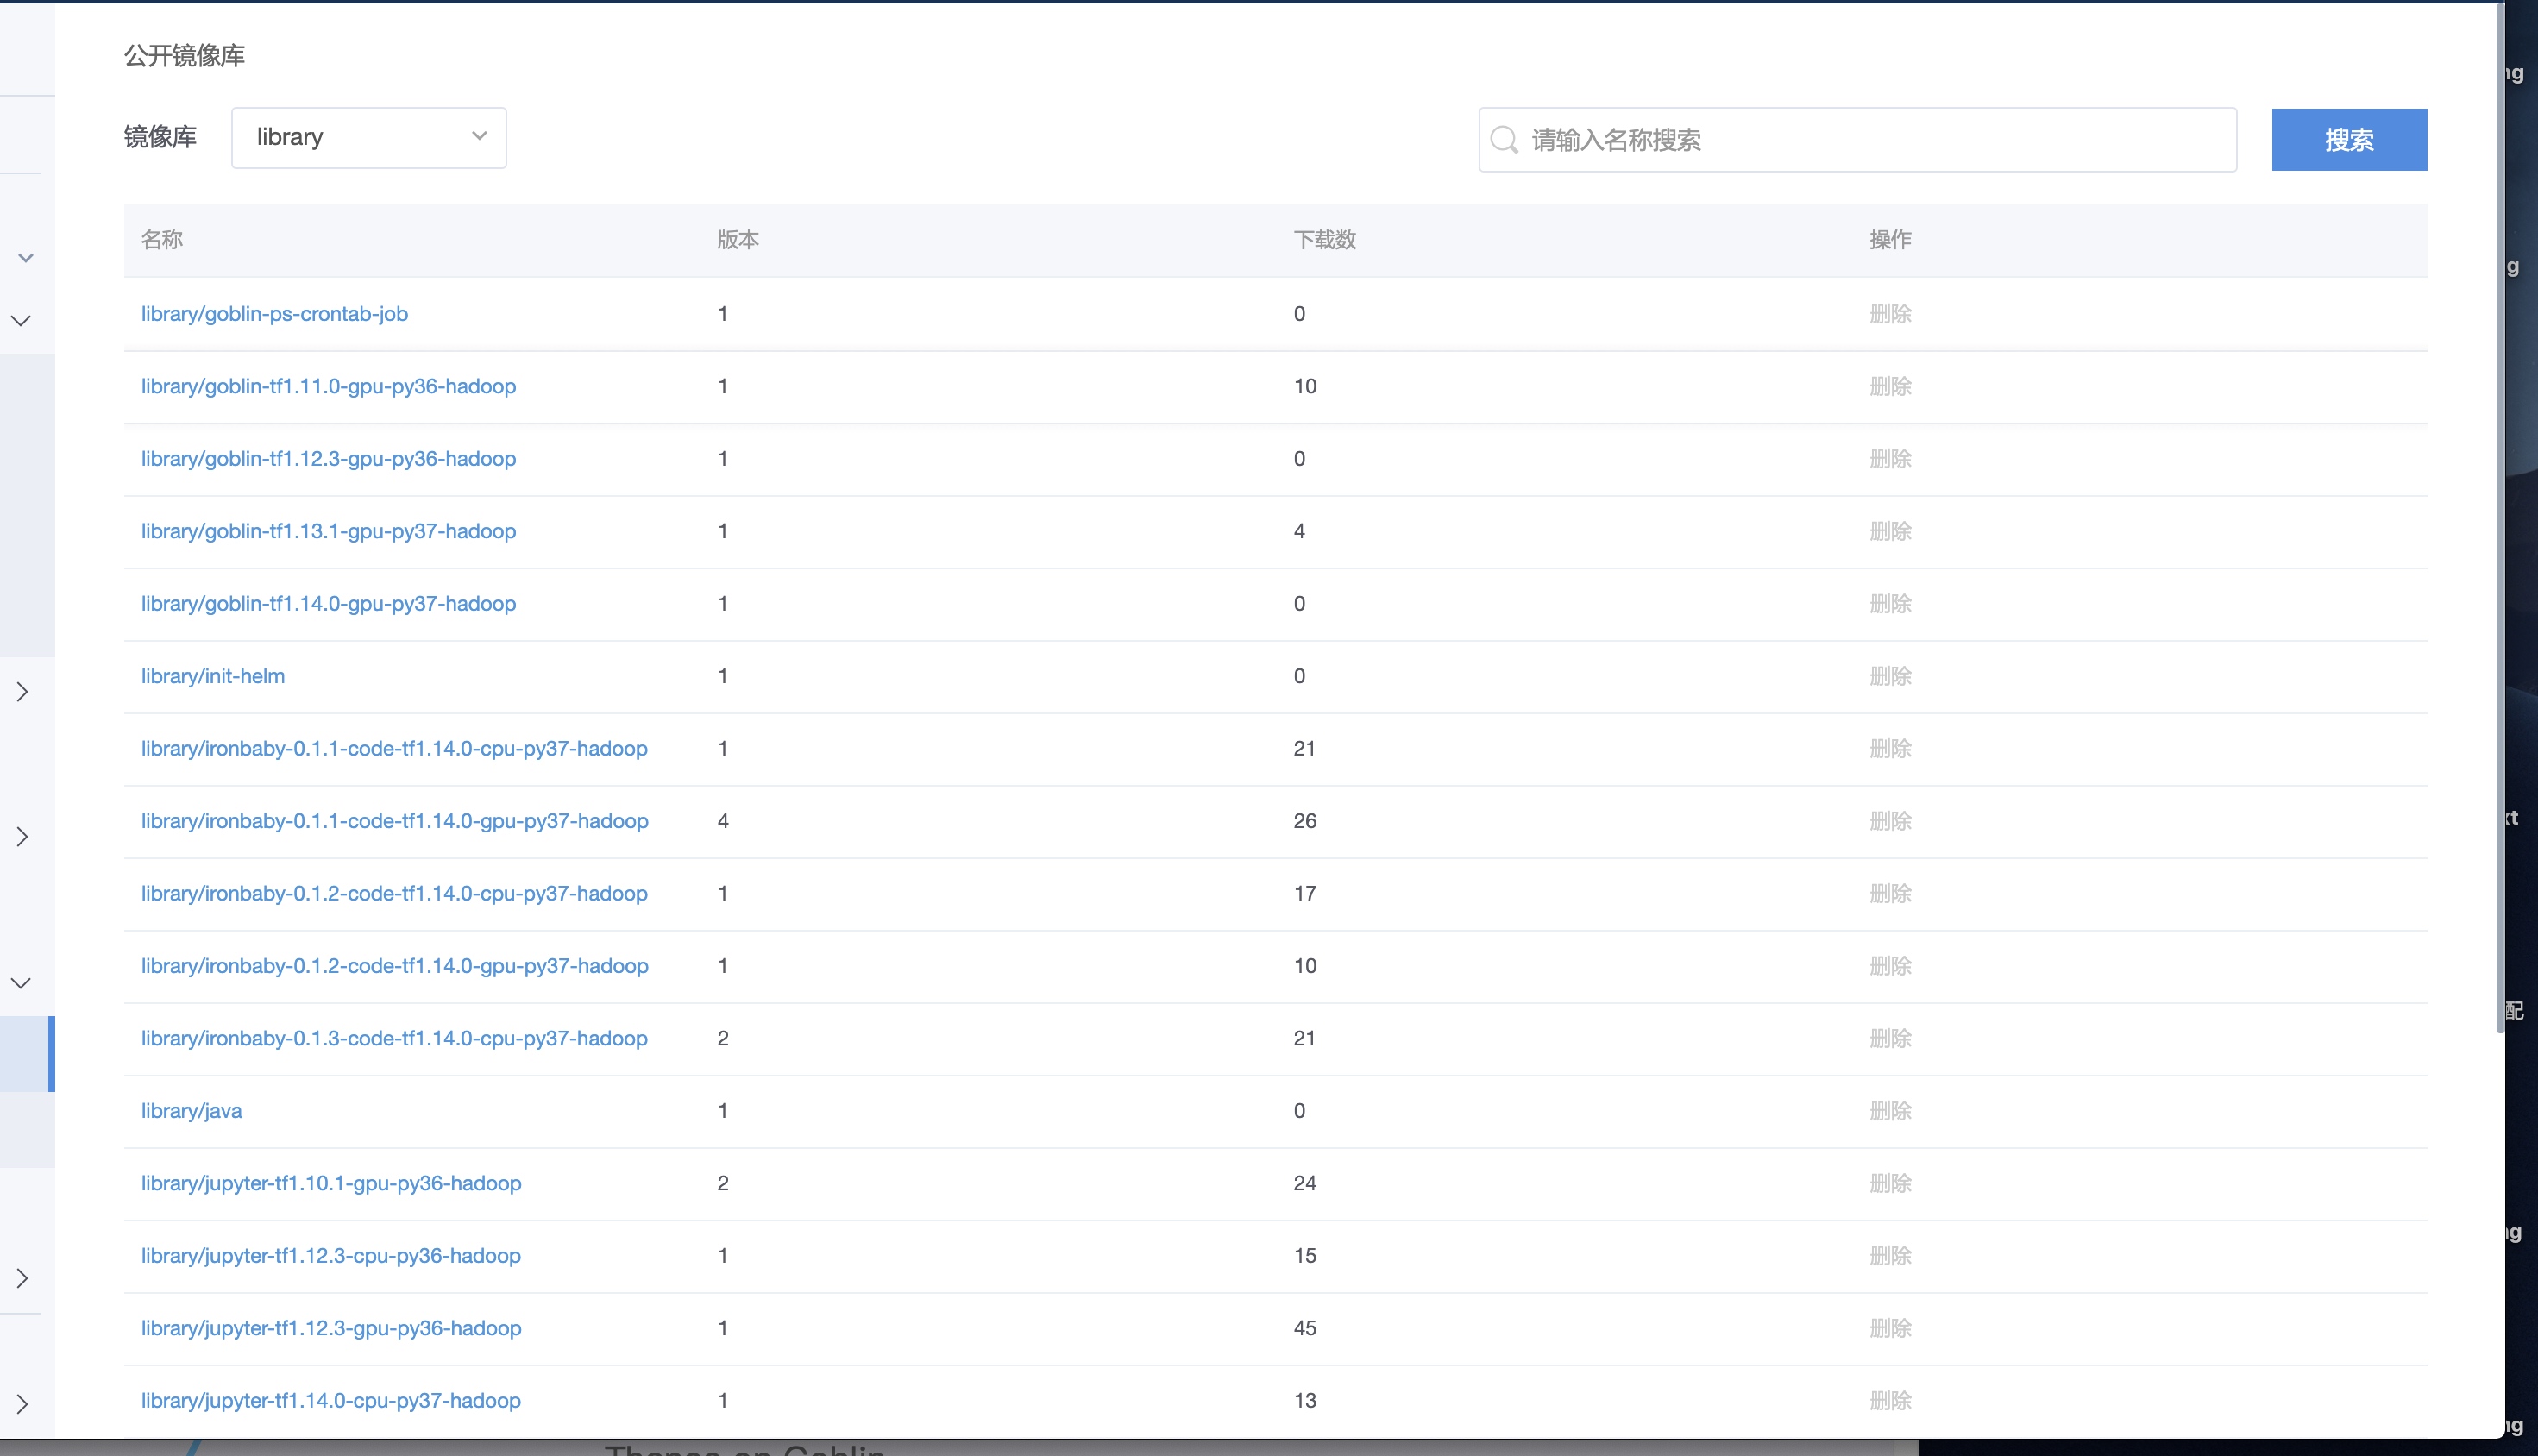 公开镜像库
镜像库 library 请输入名称搜索 搜索
名称 版本 下载数 操作
library/goblin-ps-crontab-job 1 0 删除
library/goblin-tf1.11.0-gpu-py36-hadoop 1 10 删除
library/goblin-tf1.12.3-gpu-py36-hadoop 1 0 删除
library/goblin-tf1.13.1-gpu-py37-hadoop 1 4 删除
library/goblin-tf1.14.0-gpu-py37-hadoop 1 0 删除
library/init-helm 1 0 删除
library/ironbaby-0.1.1-code-tf1.14.0-cpu-py37-hadoop 1 21 删除
library/ironbaby-0.1.1-code-tf1.14.0-gpu-py37-hadoop 4 26 删除
library/ironbaby-0.1.2-code-tf1.14.0-cpu-py37-hadoop 1 17 删除
library/ironbaby-0.1.2-code-tf1.14.0-gpu-py37-hadoop 1 10 删除
library/ironbaby-0.1.3-code-tf1.14.0-cpu-py37-hadoop 2 21 删除
library/java 1 0 删除
library/jupyter-tf1.10.1-gpu-py36-hadoop 2 24 删除
library/jupyter-tf1.12.3-cpu-py36-hadoop 1 15 删除
library/jupyter-tf1.12.3-gpu-py36-hadoop 1 45 删除
library/jupyter-tf1.14.0-cpu-py37-hadoop 1 13 删除